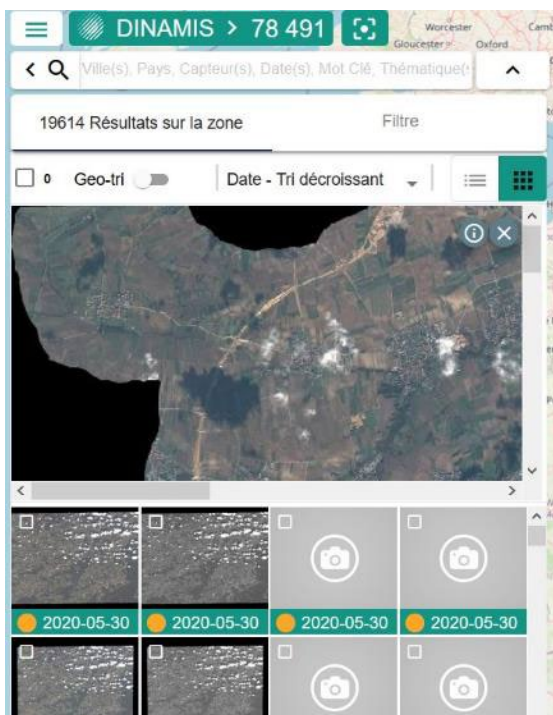 DINAMIS > 78 491
Worcester
Gloucester
Oxford
Ville(s), Pays, Capteur(s), Date(s), Mot Clé, Thématique(
19614 Résultats sur la zone
Filtre
0 Geo-tri
Date - Tri décroissant
2020-05-30
2020-05-30
2020-05-30
2020-05-30